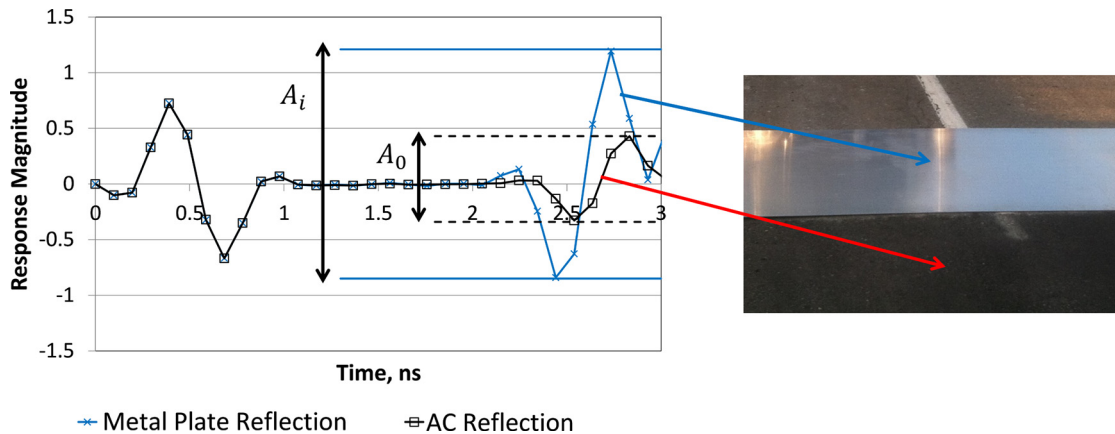 1.5
1
0.5
0
-0.5
-1
-1.5
Response Magnitude
0 0.5 1 1.5 2 2.5 3
Time, ns
A_i
A_0
Metal Plate Reflection AC Reflection